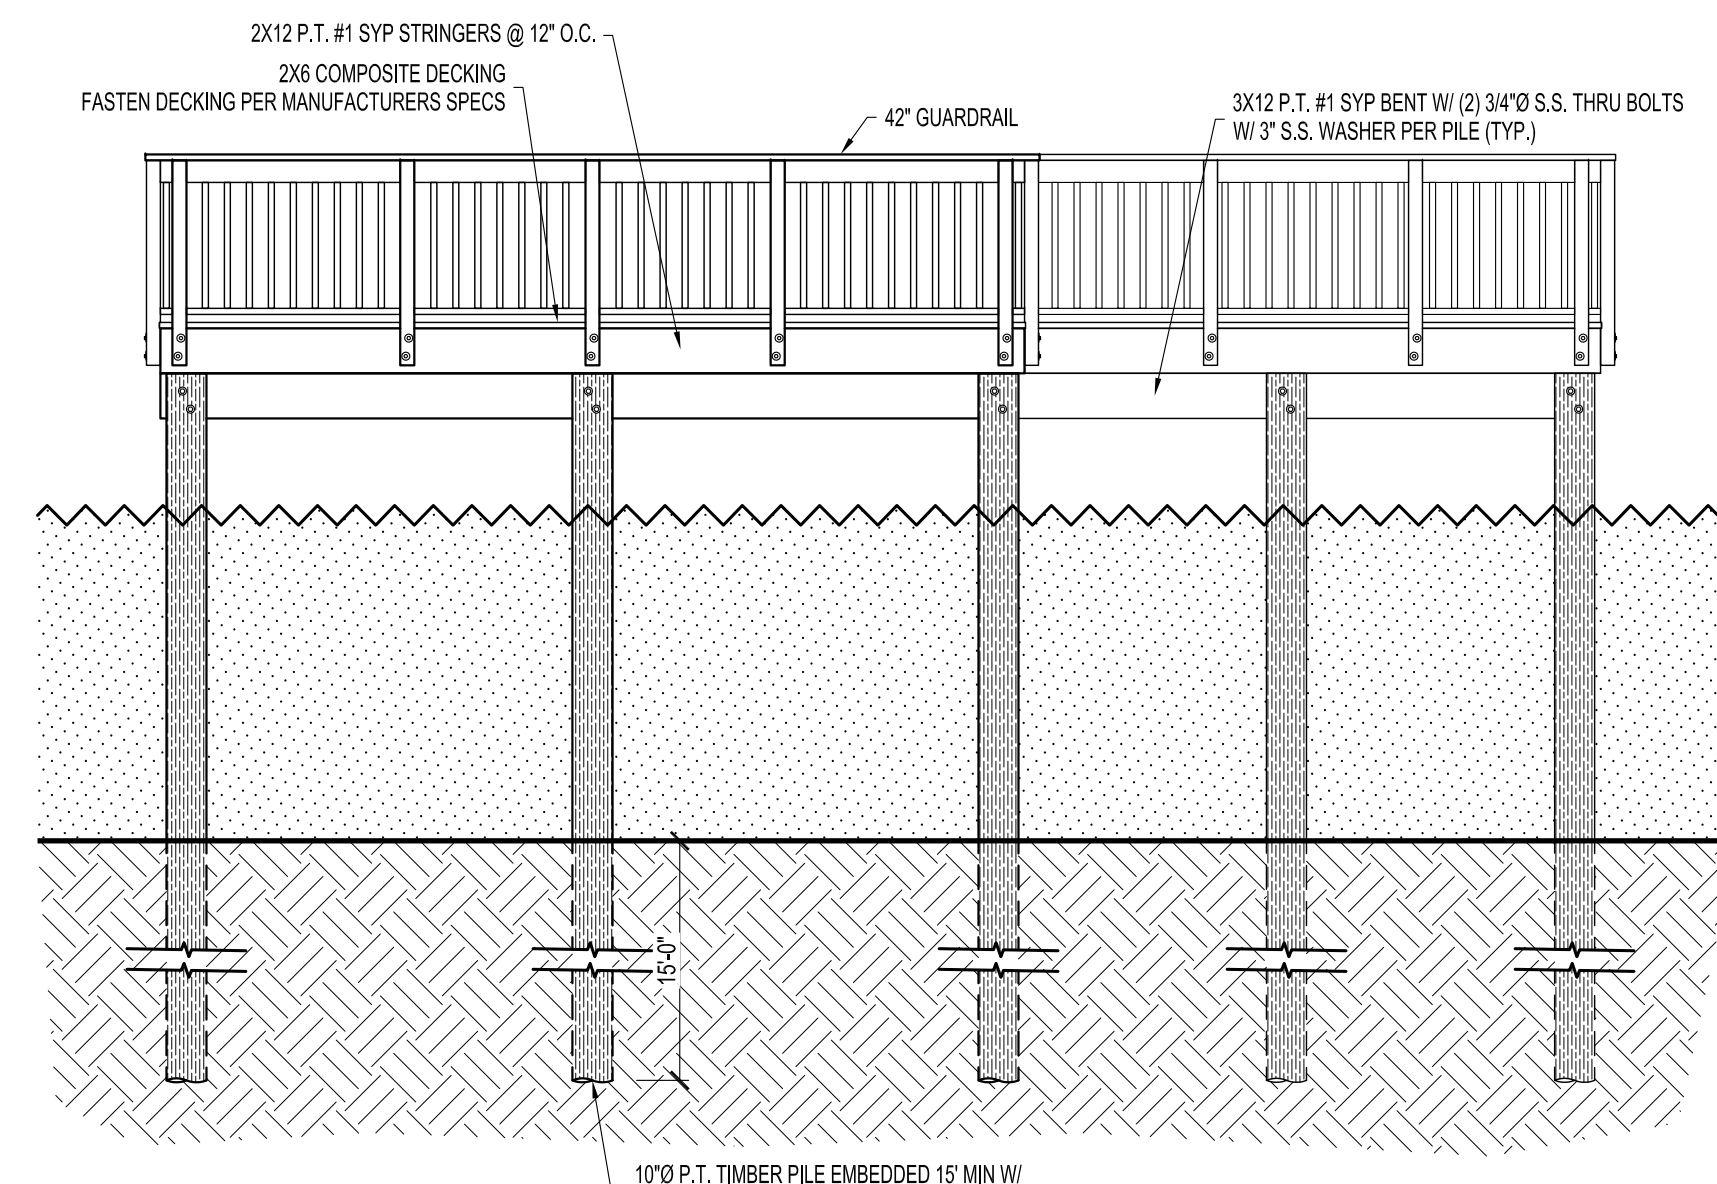 2X12 P.T. #1 SYP STRINGERS @ 12" O.C.
2X6 COMPOSITE DECKING
FASTEN DECKING PER MANUFACTURERS SPECS
42" GUARDRAIL
3X12 P.T. #1 SYP BENT W/ (2) 3/4"Ø S.S. THRU BOLTS
W/ 3" S.S. WASHER PER PILE (TYP.)
15'-0"
10"Ø P.T. TIMBER PILE EMBEDDED 15' MIN W/